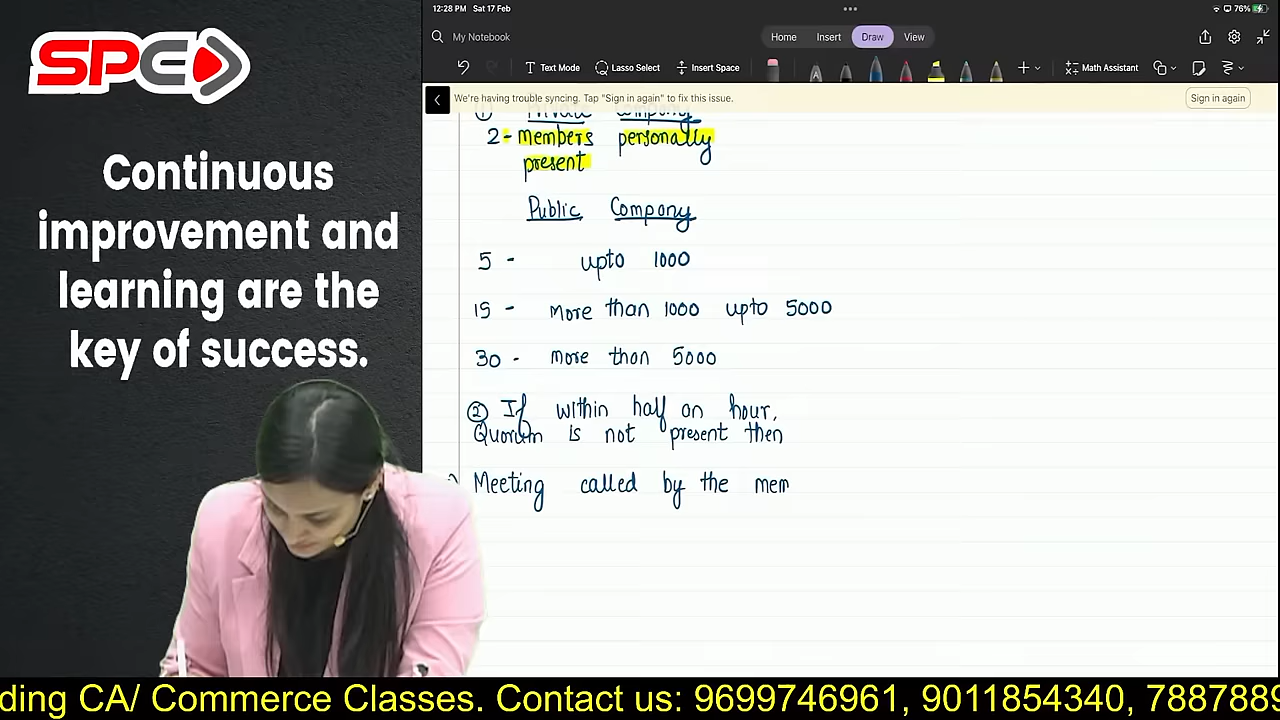 12:28 PM Sat 17 Feb
76%
SPC
My Notebook
Home Insert Draw View
Text Mode Lasso Select Insert Space Math Assistant
We're having trouble syncing. Tap "Sign in again" to fix this issue.
Sign in again
① Private Company
2 - members personally
present
Public Company
5 - upto 1000
15 - More than 1000 upto 5000
30 - More than 5000
② If within half an hour,
Quorum is not present then
Meeting called by the mem
Continuous
improvement and
learning are the
key of success.
ding CA/ Commerce Classes. Contact us: 9699746961, 9011854340, 7887889